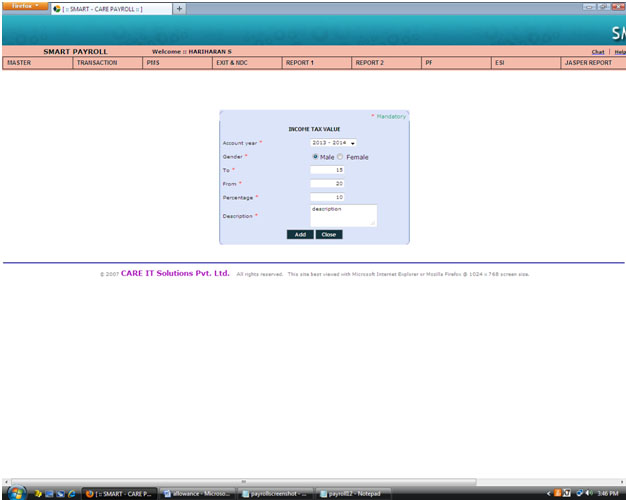 Firefox
[ :: SMART - CARE PAYROLL :: ]
+
SM
SMART PAYROLL Welcome :: HARIHARAN S Chat | Help
MASTER TRANSACTION PMS EXIT & NDC REPORT 1 REPORT 2 PF ESI JASPER REPORT
* Mandatory
INCOME TAX VALUE
Account year * 2013 - 2014
Gender * Male Female
To * 15
From * 20
Percentage * 10
Description * description
Add Close
© 2007 CARE IT Solutions Pvt. Ltd. All rights reserved. This site best viewed with Microsoft Internet Explorer or Mozilla Firefox @ 1024 x 768 screen size.
[ :: SMART - CARE P... allowance - Microso... payrollscreenshot - ... payroll12 - Notepad 3:46 PM